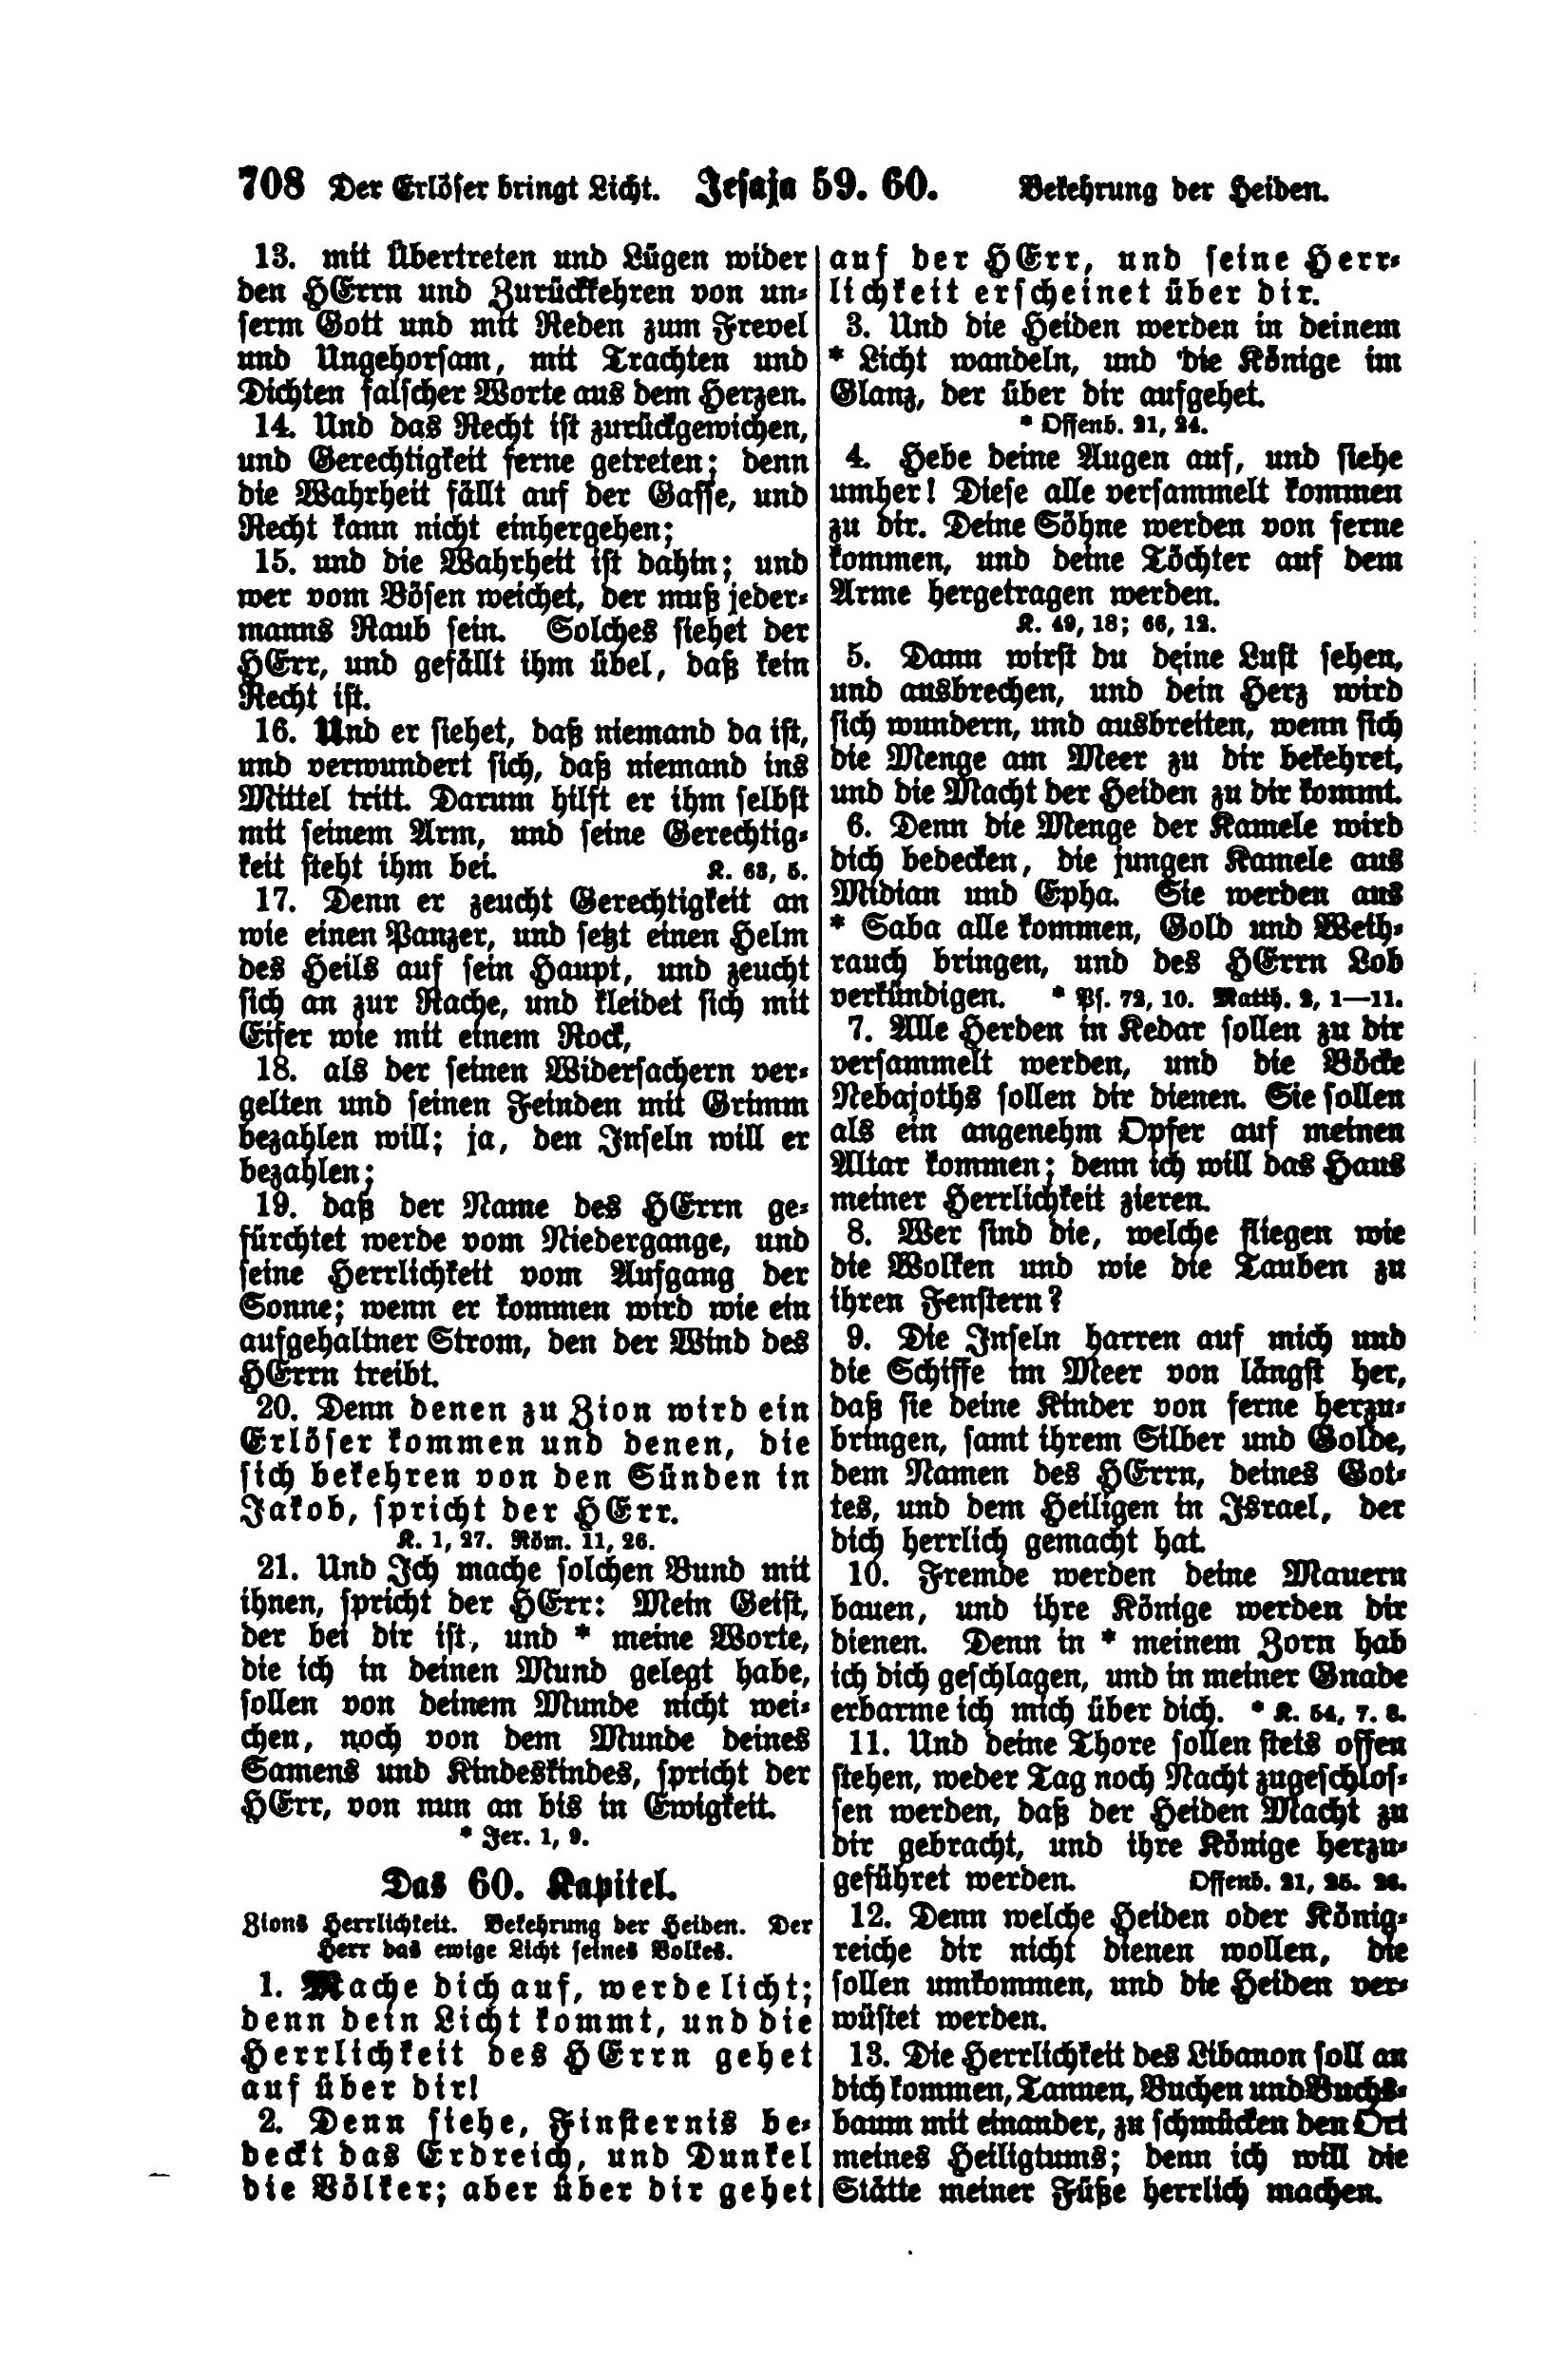 708 Der Erlöser bringt Licht. Jesaja 59. 60. Bekehrung der Heiden.
13. mit Übertreten und Lügen wider
den HErrn und Zurückkehren von un-
serm Gott und mit Reden zum Frevel
und Ungehorsam, mit Trachten und
Dichten falscher Worte aus dem Herzen.
14. Und das Recht ist zurückgewichen,
und Gerechtigkeit ferne getreten; denn
die Wahrheit fällt auf der Gasse, und
Recht kann nicht einhergehen;
15. und die Wahrheit ist dahin; und
wer vom Bösen weichet, der muß jeder-
manns Raub sein. Solches siehet der
HErr, und gefällt ihm übel, daß kein
Recht ist.
16. Und er siehet, daß niemand da ist,
und verwundert sich, daß niemand ins
Mittel tritt. Darum hilft er ihm selbst
mit seinem Arm, und seine Gerechtig-
keit steht ihm bei. K. 63, 5.
17. Denn er zeucht Gerechtigkeit an
wie einen Panzer, und setzt einen Helm
des Heils auf sein Haupt, und zeucht
sich an zur Rache, und kleidet sich mit
Eifer wie mit einem Rock,
18. als der seinen Widersachern ver-
gelten und seinen Feinden mit Grimm
bezahlen will; ja, den Inseln will er
bezahlen;
19. daß der Name des HErrn ge-
fürchtet werde vom Niedergange, und
seine Herrlichkeit vom Aufgang der
Sonne; wenn er kommen wird wie ein
aufgehaltner Strom, den der Wind des
HErrn treibt.
20. Denn denen zu Zion wird ein
Erlöser kommen und denen, die
sich bekehren von den Sünden in
Jakob, spricht der HErr.
K. 1, 27. Röm. 11, 26.
21. Und Ich mache solchen Bund mit
ihnen, spricht der HErr: Mein Geist,
der bei dir ist, und * meine Worte,
die ich in deinen Mund gelegt habe,
sollen von deinem Munde nicht wei-
chen, noch von dem Munde deines
Samens und Kindeskindes, spricht der
HErr, von nun an bis in Ewigkeit.
* Jer. 1, 9.
Das 60. Kapitel.
Zions Herrlichkeit. Bekehrung der Heiden. Der
Herr das ewige Licht seines Volkes.
1. Mache dich auf, werde licht;
denn dein Licht kommt, und die
Herrlichkeit des HErrn gehet
auf über dir!
2. Denn siehe, Finsternis be-
deckt das Erdreich, und Dunkel
die Völker; aber über dir gehet
auf der HErr, und seine Herr-
lichkeit erscheinet über dir.
3. Und die Heiden werden in deinem
* Licht wandeln, und die Könige im
Glanz, der über dir aufgehet.
* Offenb. 21, 24.
4. Hebe deine Augen auf, und siehe
umher! Diese alle versammelt kommen
zu dir. Deine Söhne werden von ferne
kommen, und deine Töchter auf dem
Arme hergetragen werden.
K. 49, 18; 66, 12.
5. Dann wirst du deine Lust sehen,
und ausbrechen, und dein Herz wird
sich wundern, und ausbreiten, wenn sich
die Menge am Meer zu dir bekehret,
und die Macht der Heiden zu dir kommt.
6. Denn die Menge der Kamele wird
dich bedecken, die jungen Kamele aus
Midian und Epha. Sie werden aus
* Saba alle kommen, Gold und Weih-
rauch bringen, und des HErrn Lob
verkündigen. * Ps. 72, 10. Matth. 2, 1—11.
7. Alle Herden in Kedar sollen zu dir
versammelt werden, und die Böcke
Nebajoths sollen dir dienen. Sie sollen
als ein angenehm Opfer auf meinen
Altar kommen; denn ich will das Haus
meiner Herrlichkeit zieren.
8. Wer sind die, welche fliegen wie
die Wolken und wie die Tauben zu
ihren Fenstern?
9. Die Inseln harren auf mich und
die Schiffe im Meer von längst her,
daß sie deine Kinder von ferne herzu-
bringen, samt ihrem Silber und Golde,
dem Namen des HErrn, deines Got-
tes, und dem Heiligen in Israel, der
dich herrlich gemacht hat.
10. Fremde werden deine Mauern
bauen, und ihre Könige werden dir
dienen. Denn in * meinem Zorn hab
ich dich geschlagen, und in meiner Gnade
erbarme ich mich über dich. * K. 54, 7. 8.
11. Und deine Thore sollen stets offen
stehen, weder Tag noch Nacht zugeschlos-
sen werden, daß der Heiden Macht zu
dir gebracht, und ihre Könige herzu-
geführet werden. Offenb. 21, 25. 26.
12. Denn welche Heiden oder König-
reiche dir nicht dienen wollen, die
sollen umkommen, und die Heiden ver-
wüstet werden.
13. Die Herrlichkeit des Libanon soll an
dich kommen, Tannen, Buchen und Buchs-
baum mit einander, zu schmücken den Ort
meines Heiligtums; denn ich will die
Stätte meiner Füße herrlich machen.